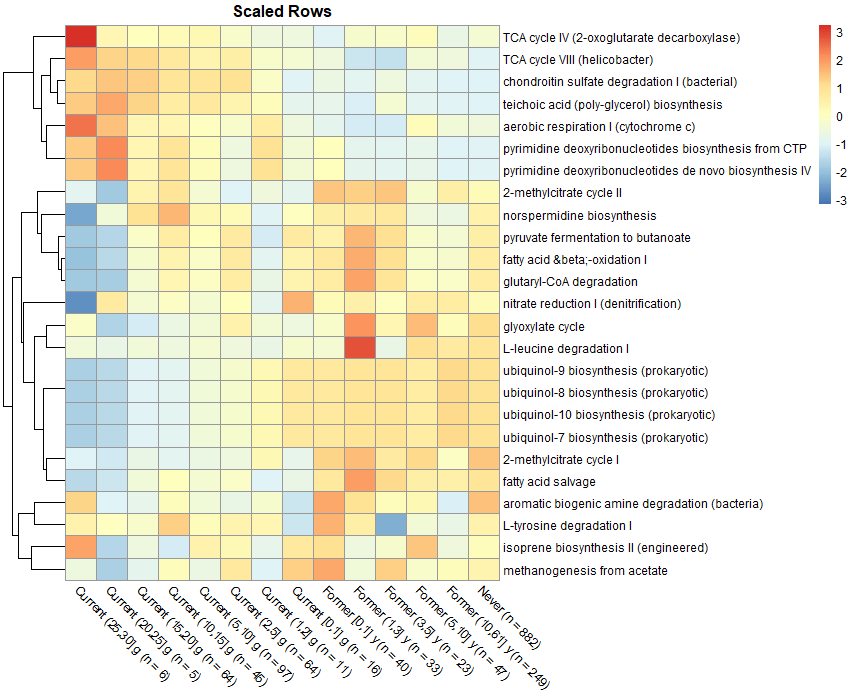 Scaled Rows
TCA cycle IV (2-oxoglutarate decarboxylase)
TCA cycle VIII (helicobacter)
chondroitin sulfate degradation I (bacterial)
teichoic acid (poly-glycerol) biosynthesis
aerobic respiration I (cytochrome c)
pyrimidine deoxyribonucleotides biosynthesis from CTP
pyrimidine deoxyribonucleotides de novo biosynthesis IV
2-methylcitrate cycle II
norspermidine biosynthesis
pyruvate fermentation to butanoate
fatty acid &beta;-oxidation I
glutaryl-CoA degradation
nitrate reduction I (denitrification)
glyoxylate cycle
L-leucine degradation I
ubiquinol-9 biosynthesis (prokaryotic)
ubiquinol-8 biosynthesis (prokaryotic)
ubiquinol-10 biosynthesis (prokaryotic)
ubiquinol-7 biosynthesis (prokaryotic)
2-methylcitrate cycle I
fatty acid salvage
aromatic biogenic amine degradation (bacteria)
L-tyrosine degradation I
isoprene biosynthesis II (engineered)
methanogenesis from acetate
3
2
1
0
-1
-2
-3
Current (25,30] g (n = 6)
Current (20,25] g (n = 5)
Current (15,20] g (n = 64)
Current (10,15] g (n = 45)
Current (5,10] g (n = 97)
Current (2,5] g (n = 64)
Current (1,2] g (n = 11)
Current [0,1] g (n = 16)
Former [0,1] y (n = 40)
Former (1,3] y (n = 33)
Former (3,5] y (n = 23)
Former (5,10] y (n = 47)
Former (10,61] y (n = 249)
Never (n = 882)